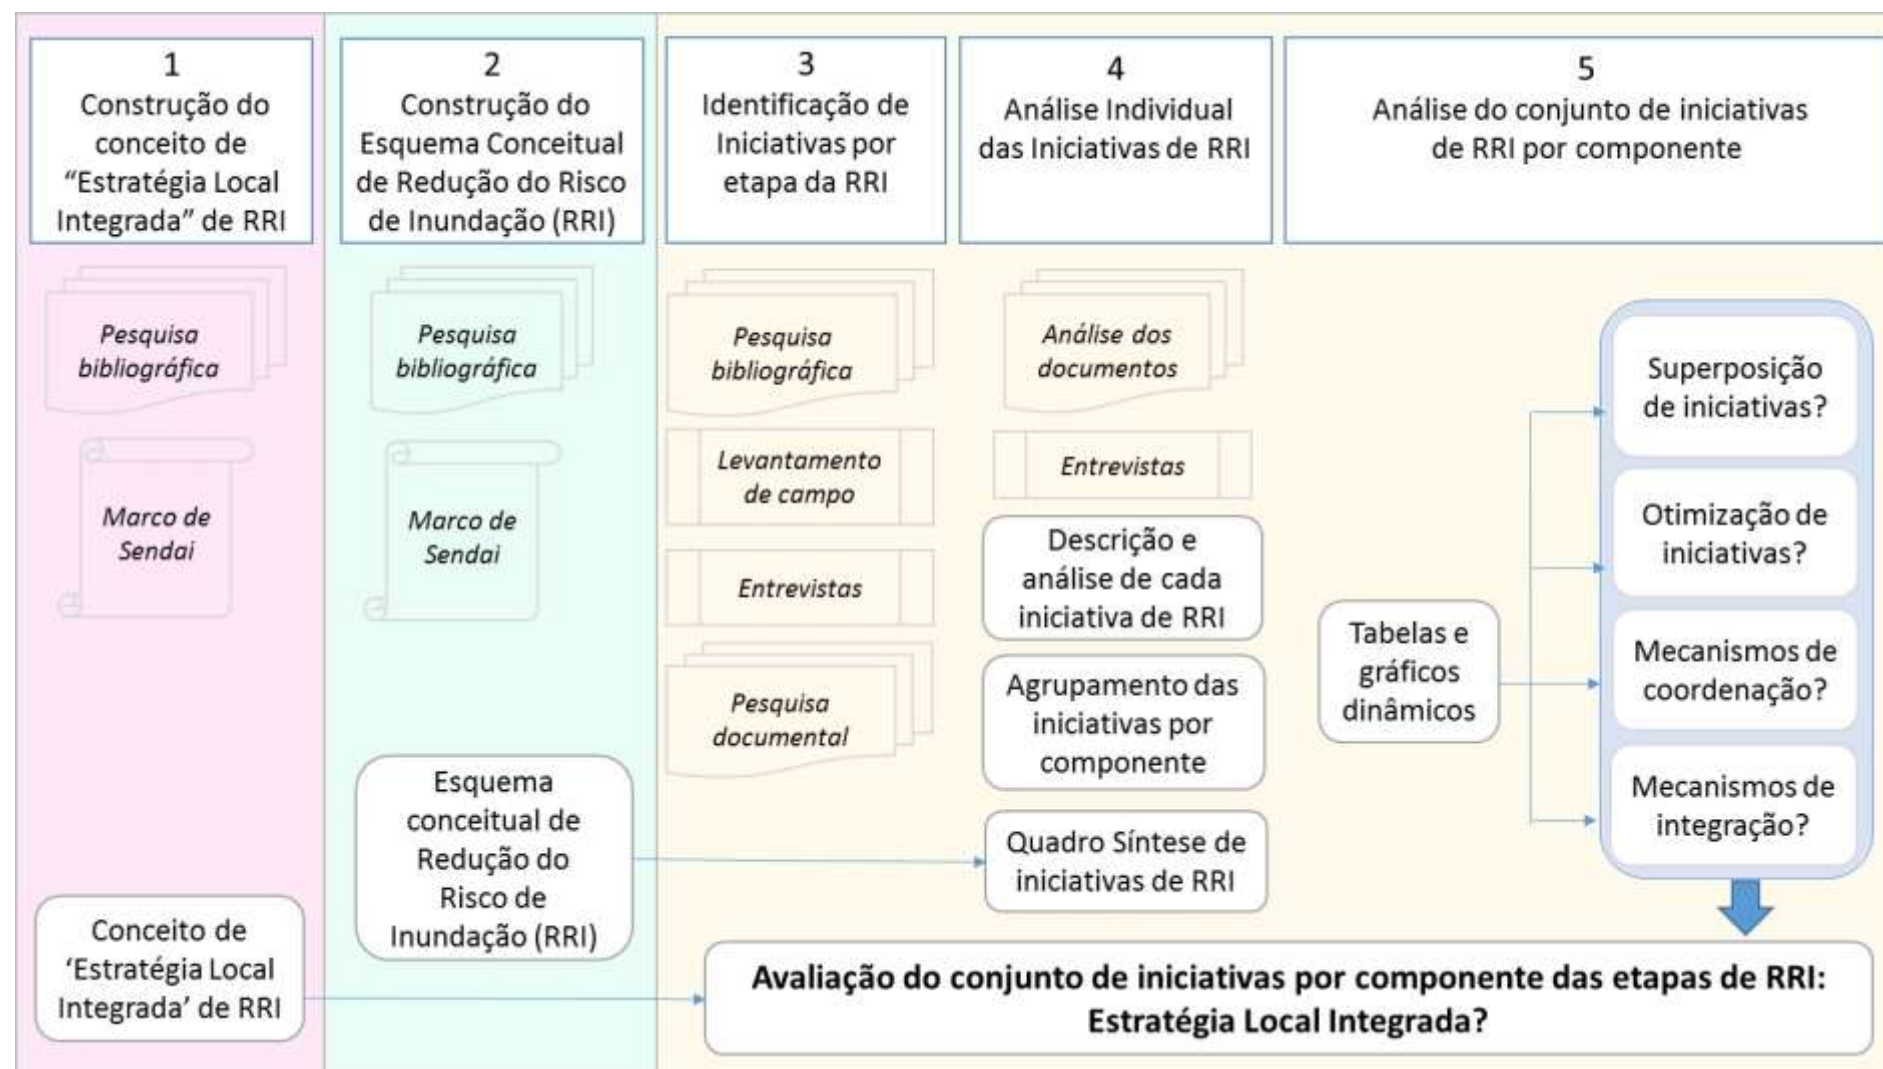 1
Construção do
conceito de
“Estratégia Local
Integrada” de RRI
Pesquisa
bibliográfica
Marco de
Sendai
Conceito de
‘Estratégia Local
Integrada’ de RRI
2
Construção do
Esquema Conceitual
de Redução do Risco
de Inundação (RRI)
Pesquisa
bibliográfica
Marco de
Sendai
Esquema
conceitual de
Redução do
Risco de
Inundação (RRI)
3
Identificação de
Iniciativas por
etapa da RRI
Pesquisa
bibliográfica
Levantamento
de campo
Entrevistas
Pesquisa
documental
4
Análise Individual
das Iniciativas de RRI
Análise dos
documentos
Entrevistas
Descrição e
análise de cada
iniciativa de RRI
Agrupamento das
iniciativas por
componente
Quadro Síntese de
iniciativas de RRI
5
Análise do conjunto de iniciativas
de RRI por componente
Tabelas e
gráficos
dinâmicos
Superposição
de iniciativas?
Otimização de
iniciativas?
Mecanismos de
coordenação?
Mecanismos de
integração?
Avaliação do conjunto de iniciativas por componente das etapas de RRI:
Estratégia Local Integrada?